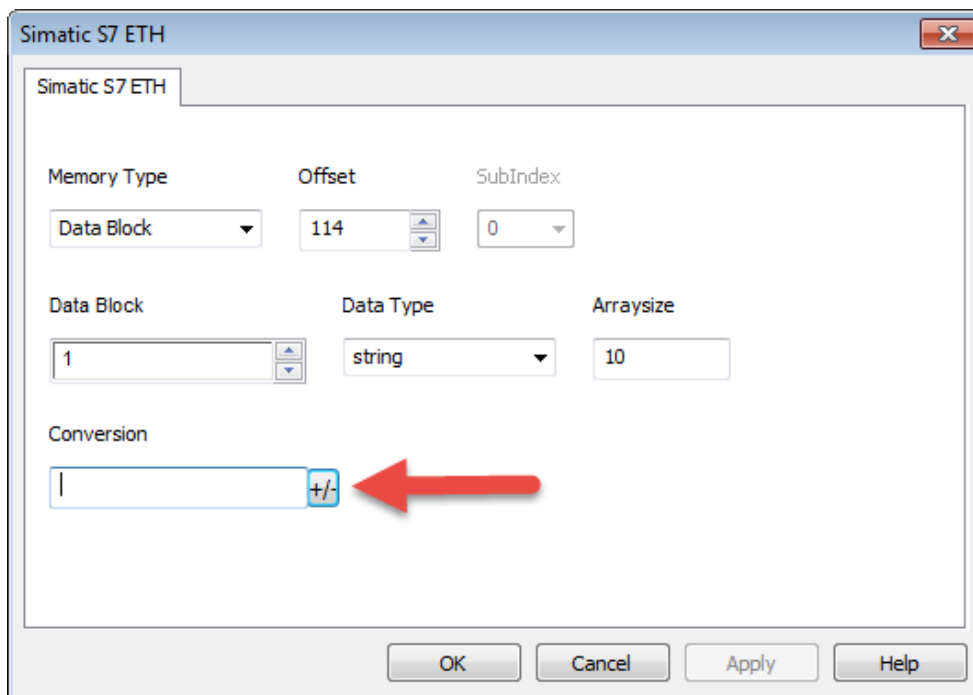 Simatic S7 ETH
Simatic S7 ETH
Memory Type Offset SubIndex
Data Block 114 0
Data Block Data Type Arraysize
1 string 10
Conversion
+/-
OK Cancel Apply Help